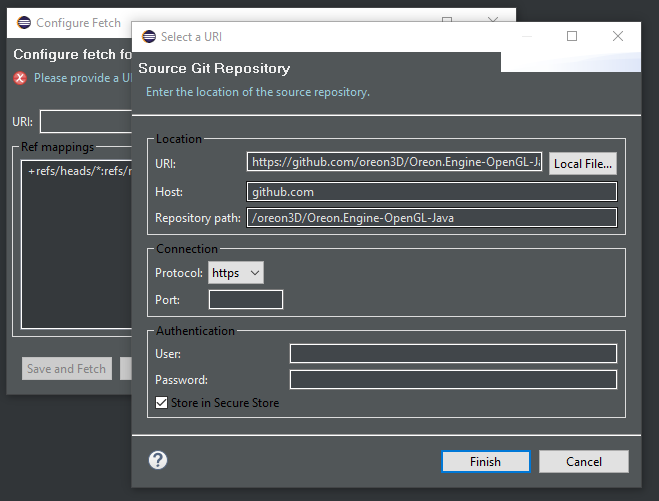 Configure Fetch
Configure fetch fo
Please provide a U
URI:
Ref mappings
+refs/heads/*:refs/r
Save and Fetch
Select a URI
Source Git Repository
Enter the location of the source repository.
Location
URI: https://github.com/oreon3D/Oreon.Engine-OpenGL-Ja Local File...
Host: github.com
Repository path: /oreon3D/Oreon.Engine-OpenGL-Java
Connection
Protocol: https
Port:
Authentication
User:
Password:
Store in Secure Store
? Finish Cancel